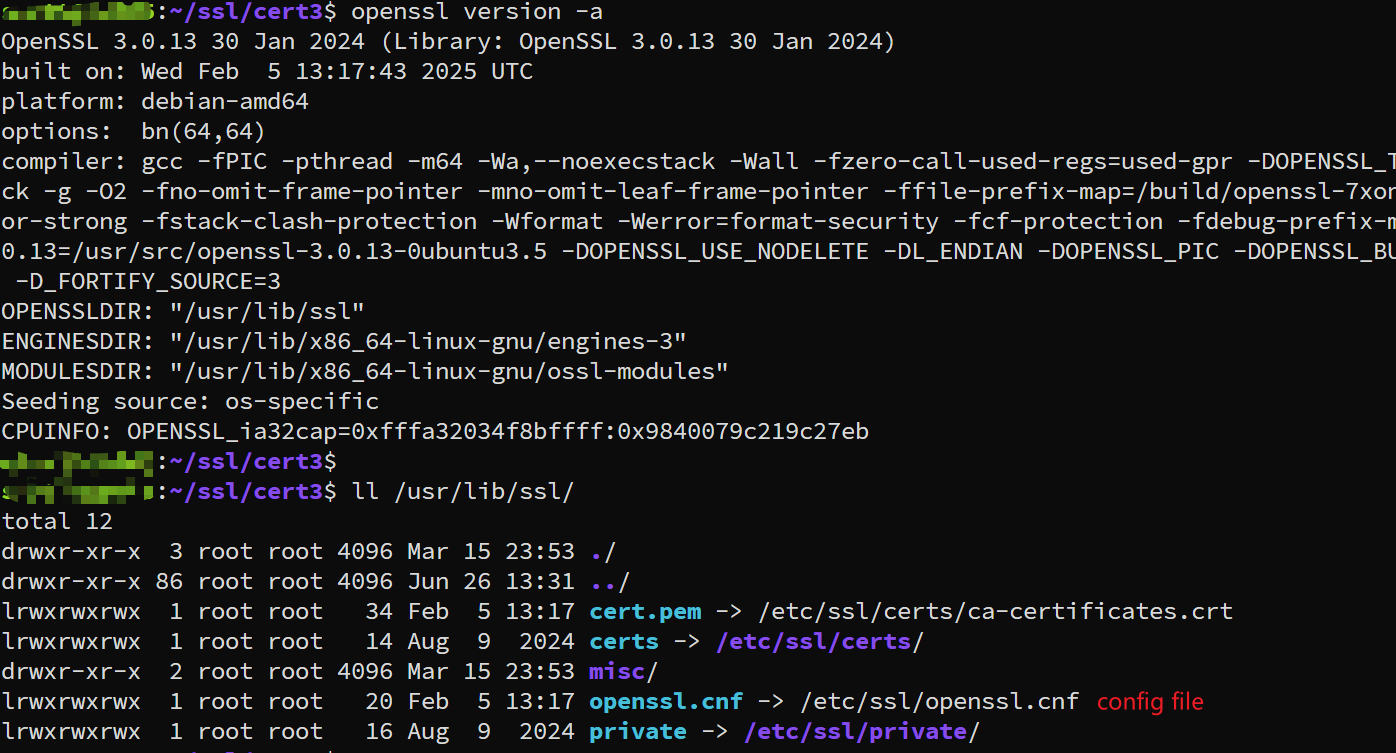 :~/ssl/cert3$ openssl version -a
OpenSSL 3.0.13 30 Jan 2024 (Library: OpenSSL 3.0.13 30 Jan 2024)
built on: Wed Feb  5 13:17:43 2025 UTC
platform: debian-amd64
options:  bn(64,64)
compiler: gcc -fPIC -pthread -m64 -Wa,--noexecstack -Wall -fzero-call-used-regs=used-gpr -DOPENSSL_T
ck -g -O2 -fno-omit-frame-pointer -mno-omit-leaf-frame-pointer -ffile-prefix-map=/build/openssl-7xor
or-strong -fstack-clash-protection -Wformat -Werror=format-security -fcf-protection -fdebug-prefix-m
0.13=/usr/src/openssl-3.0.13-0ubuntu3.5 -DOPENSSL_USE_NODELETE -DL_ENDIAN -DOPENSSL_PIC -DOPENSSL_BU
 -D_FORTIFY_SOURCE=3
OPENSSLDIR: "/usr/lib/ssl"
ENGINESDIR: "/usr/lib/x86_64-linux-gnu/engines-3"
MODULESDIR: "/usr/lib/x86_64-linux-gnu/ossl-modules"
Seeding source: os-specific
CPUINFO: OPENSSL_ia32cap=0xfffa32034f8bffff:0x9840079c219c27eb
:~/ssl/cert3$
:~/ssl/cert3$ ll /usr/lib/ssl/
total 12
drwxr-xr-x  3 root root 4096 Mar 15 23:53 ./
drwxr-xr-x 86 root root 4096 Jun 26 13:31 ../
lrwxrwxrwx  1 root root   34 Feb  5 13:17 cert.pem -> /etc/ssl/certs/ca-certificates.crt
lrwxrwxrwx  1 root root   14 Aug  9  2024 certs -> /etc/ssl/certs/
drwxr-xr-x  2 root root 4096 Mar 15 23:53 misc/
lrwxrwxrwx  1 root root   20 Feb  5 13:17 openssl.cnf -> /etc/ssl/openssl.cnf config file
lrwxrwxrwx  1 root root   16 Aug  9  2024 private -> /etc/ssl/private/